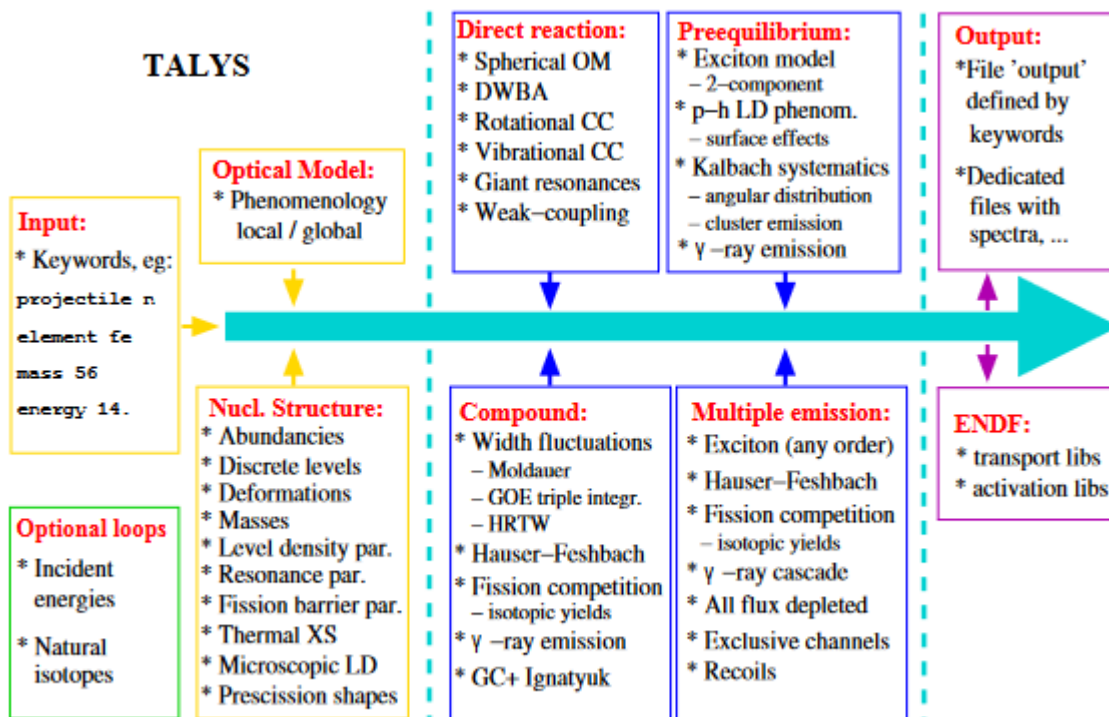 TALYS
Input:
* Keywords, eg:
projectile n
element fe
mass 56
energy 14.
Optional loops
* Incident
energies
* Natural
isotopes
Optical Model:
* Phenomenology
local / global
Nucl. Structure:
* Abundancies
* Discrete levels
* Deformations
* Masses
* Level density par.
* Resonance par.
* Fission barrier par.
* Thermal XS
* Microscopic LD
* Prescission shapes
Direct reaction:
* Spherical OM
* DWBA
* Rotational CC
* Vibrational CC
* Giant resonances
* Weak–coupling
Preequilibrium:
* Exciton model
– 2–component
* p–h LD phenom.
– surface effects
* Kalbach systematics
– angular distribution
– cluster emission
* γ –ray emission
Compound:
* Width fluctuations
– Moldauer
– GOE triple integr.
– HRTW
* Hauser–Feshbach
* Fission competition
– isotopic yields
* γ –ray emission
* GC+ Ignatyuk
Multiple emission:
* Exciton (any order)
* Hauser–Feshbach
* Fission competition
– isotopic yields
* γ –ray cascade
* All flux depleted
* Exclusive channels
* Recoils
Output:
*File 'output'
defined by
keywords
*Dedicated
files with
spectra, ...
ENDF:
* transport libs
* activation libs